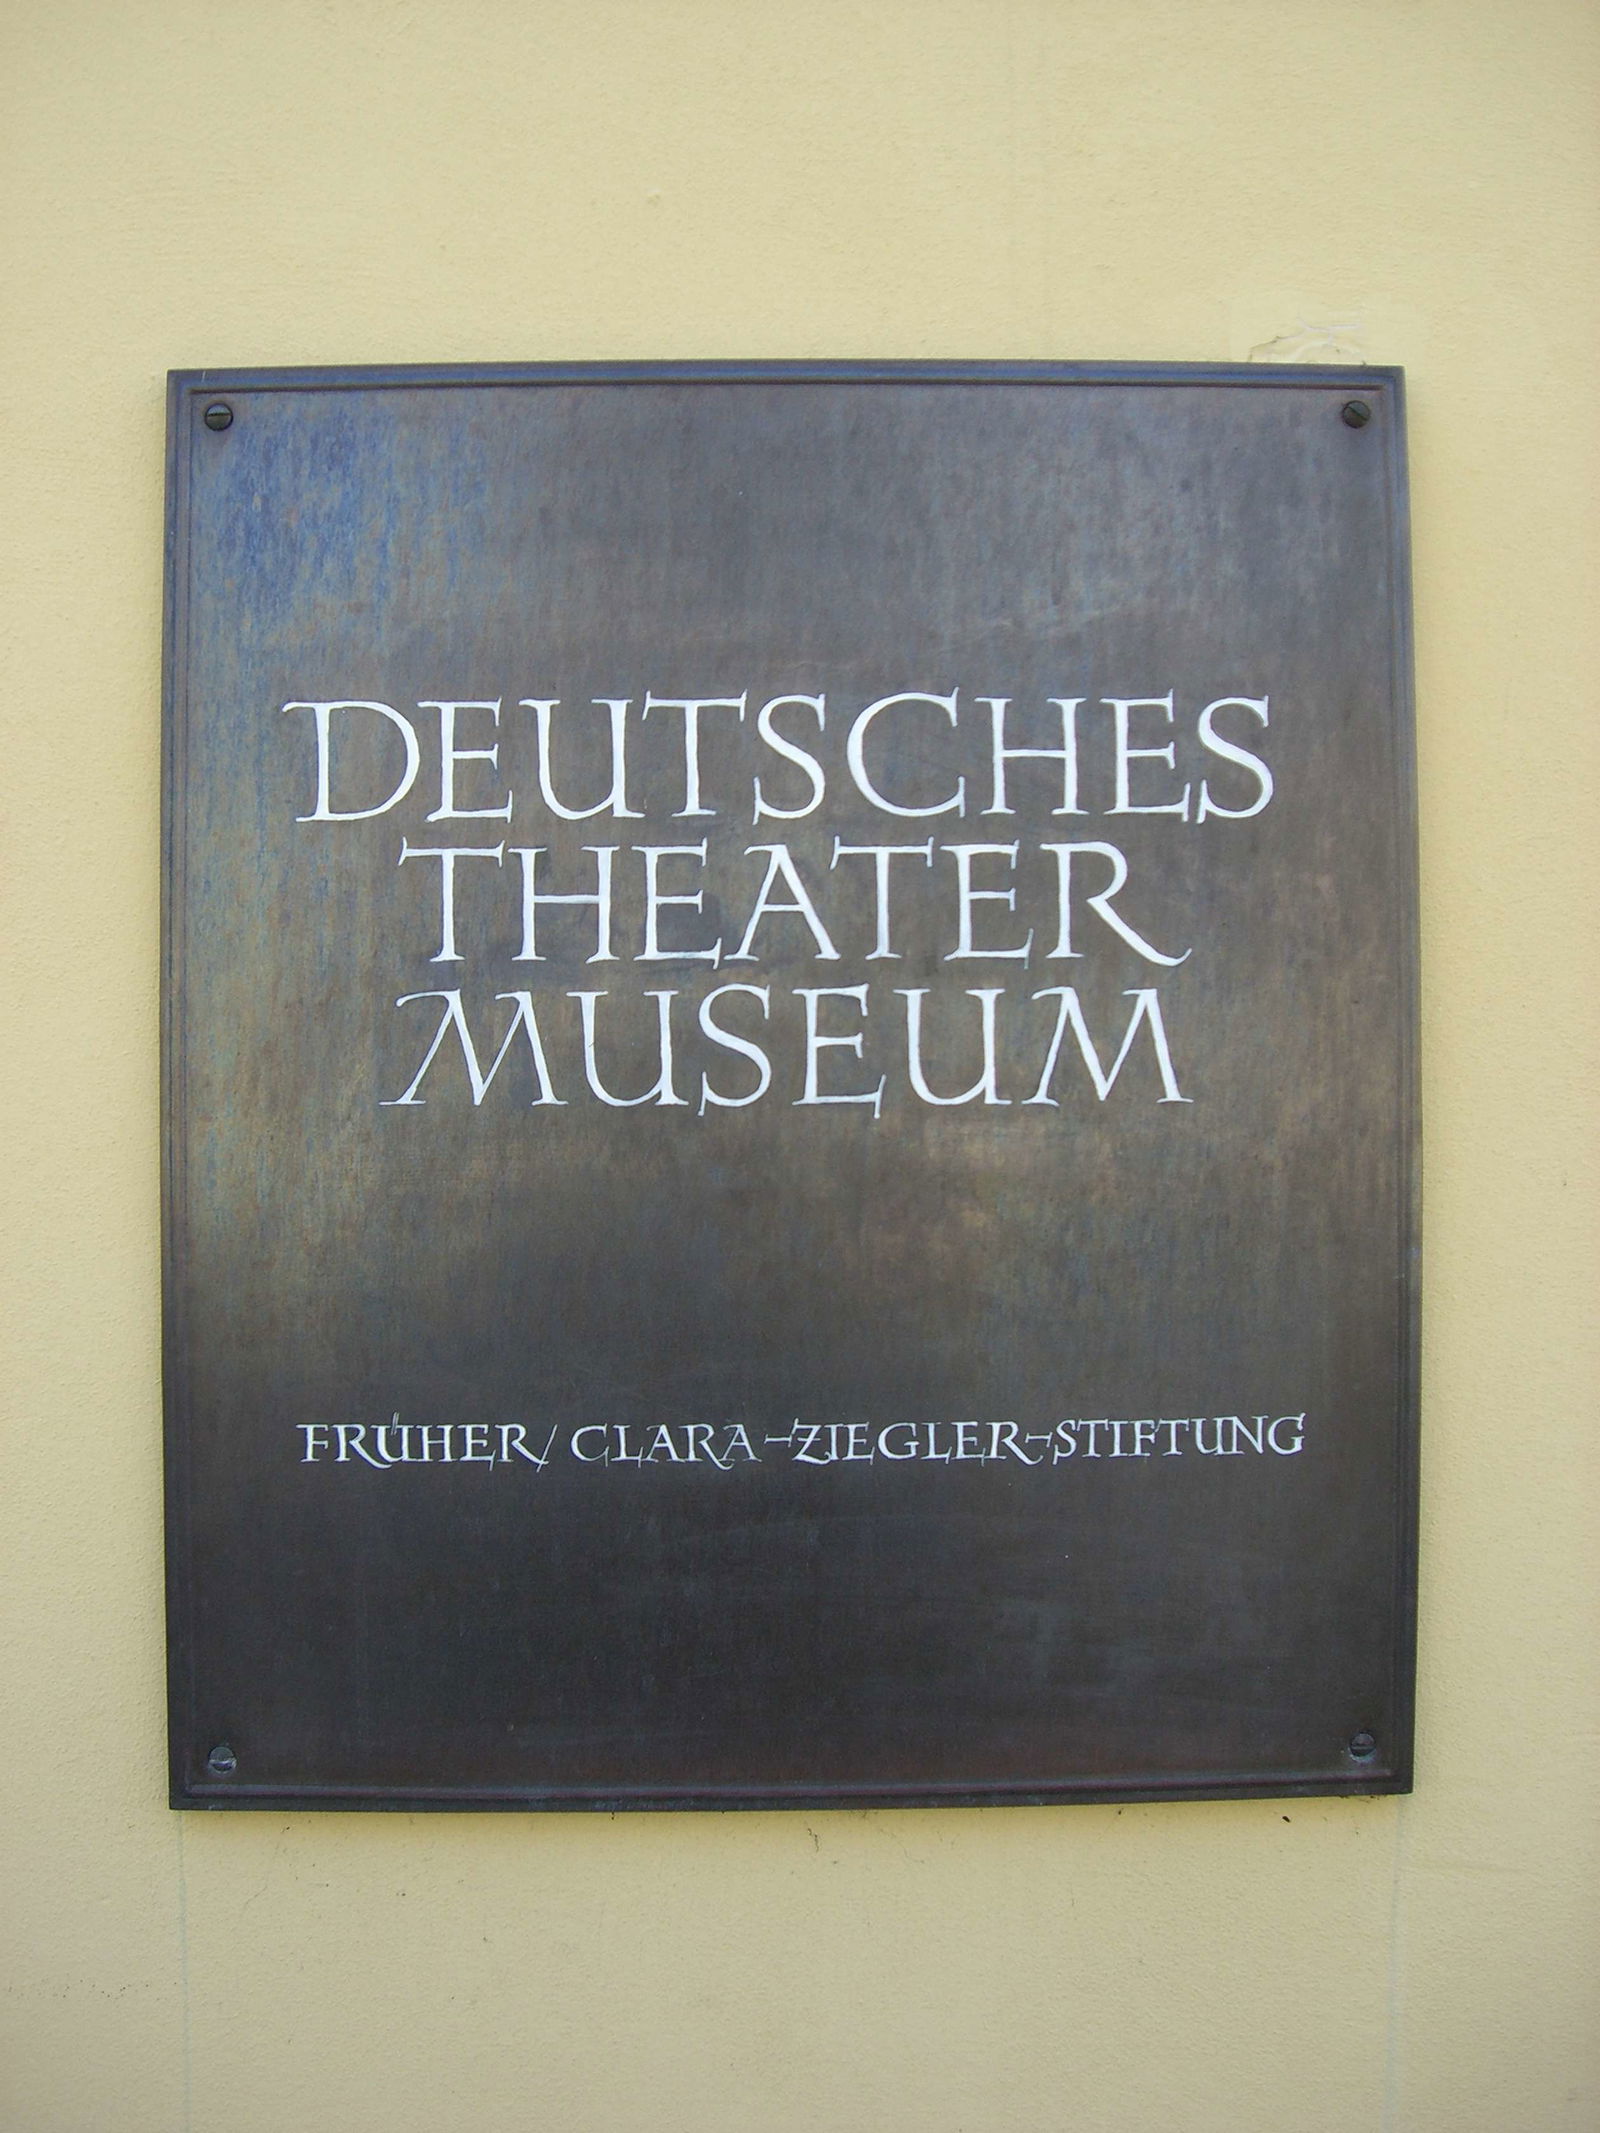 DEUTSCHES
THEATER
MUSEUM
FRÜHER/ CLARA-ZIEGLER-STIFTUNG